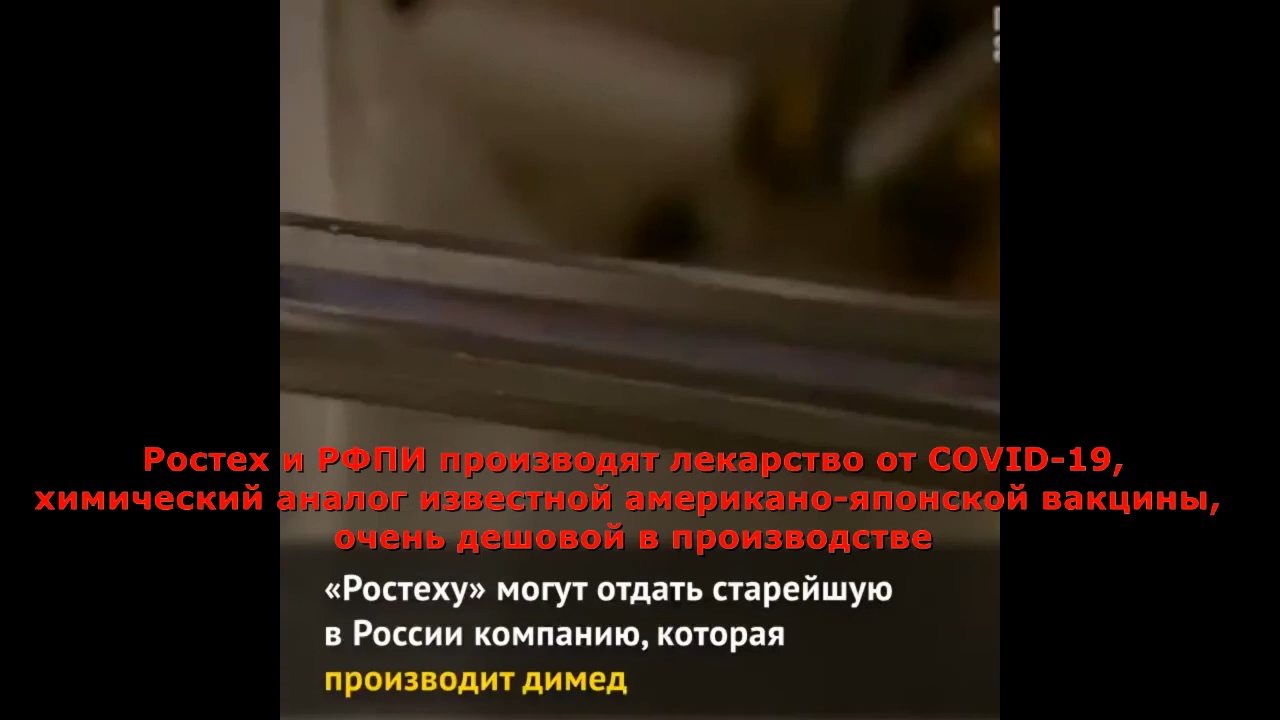 Ростех и РФПИ производят лекарство от COVID-19,
химический аналог известной американо-японской вакцины,
очень дешовой в производстве
«Ростеху» могут отдать старейшую
в России компанию, которая
производит димед